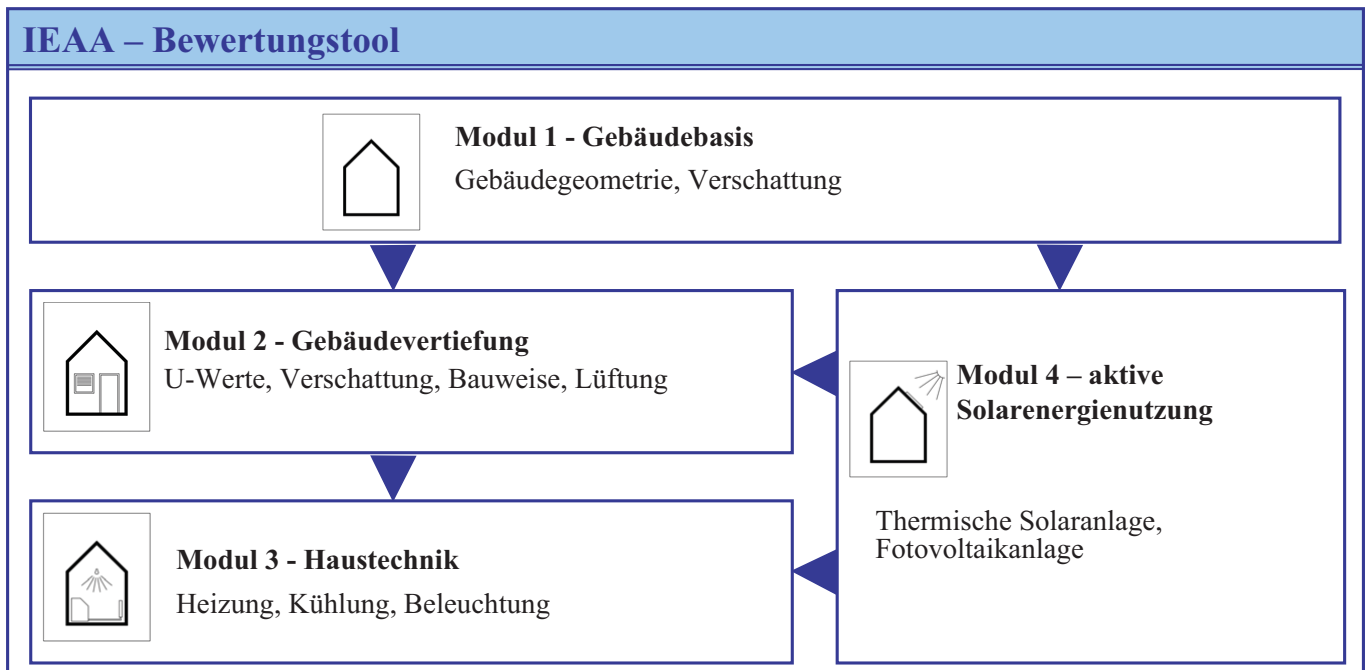 IEAA – Bewertungstool
Modul 1 - Gebäudebasis
Gebäudegeometrie, Verschattung
Modul 2 - Gebäudevertiefung
U-Werte, Verschattung, Bauweise, Lüftung
Modul 3 - Haustechnik
Heizung, Kühlung, Beleuchtung
Modul 4 – aktive
Solarenergienutzung
Thermische Solaranlage,
Fotovoltaikanlage